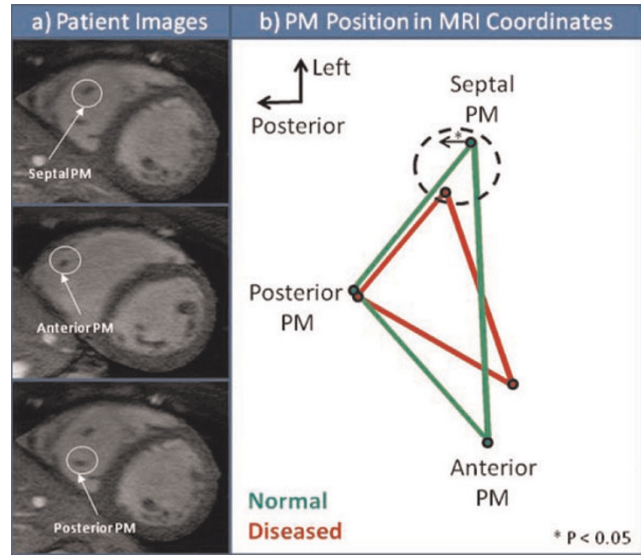 a) Patient Images
b) PM Position in MRI Coordinates
Septal PM
Anterior PM
Posterior PM
Left
Posterior
Septal
PM
*
Posterior
PM
Anterior
PM
Normal
Diseased
* P < 0.05